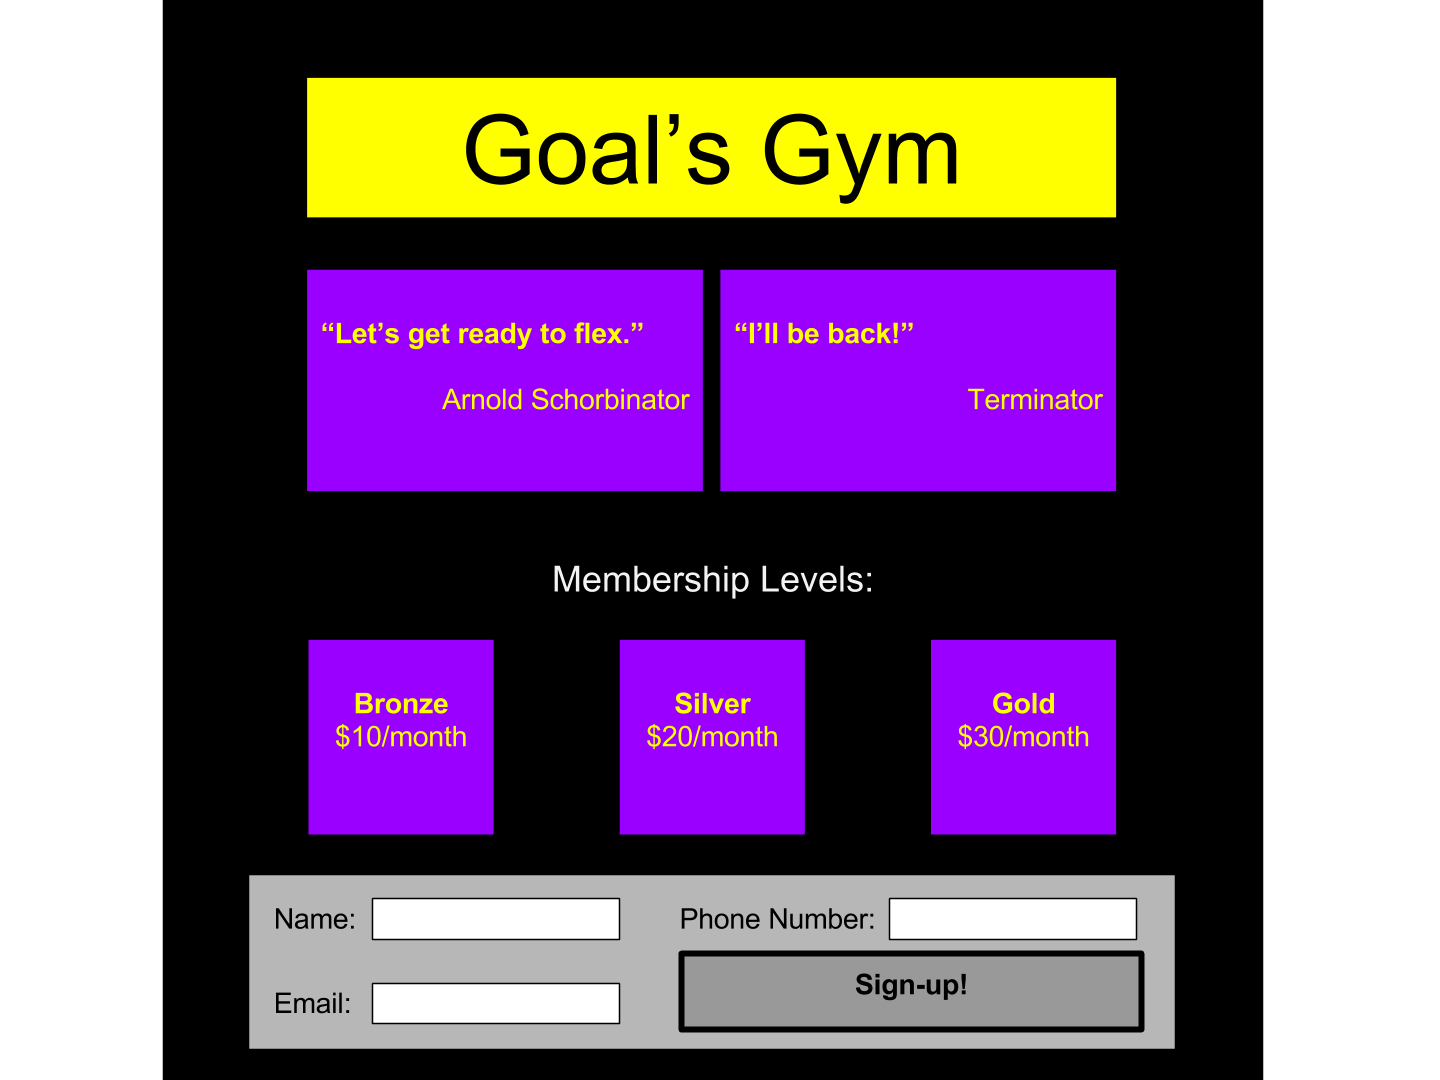 Goal’s Gym
“Let’s get ready to flex.”
Arnold Schorbinator
“I’ll be back!”
Terminator
Membership Levels:
Bronze
$10/month
Silver
$20/month
Gold
$30/month
Name:
Phone Number:
Email:
Sign-up!